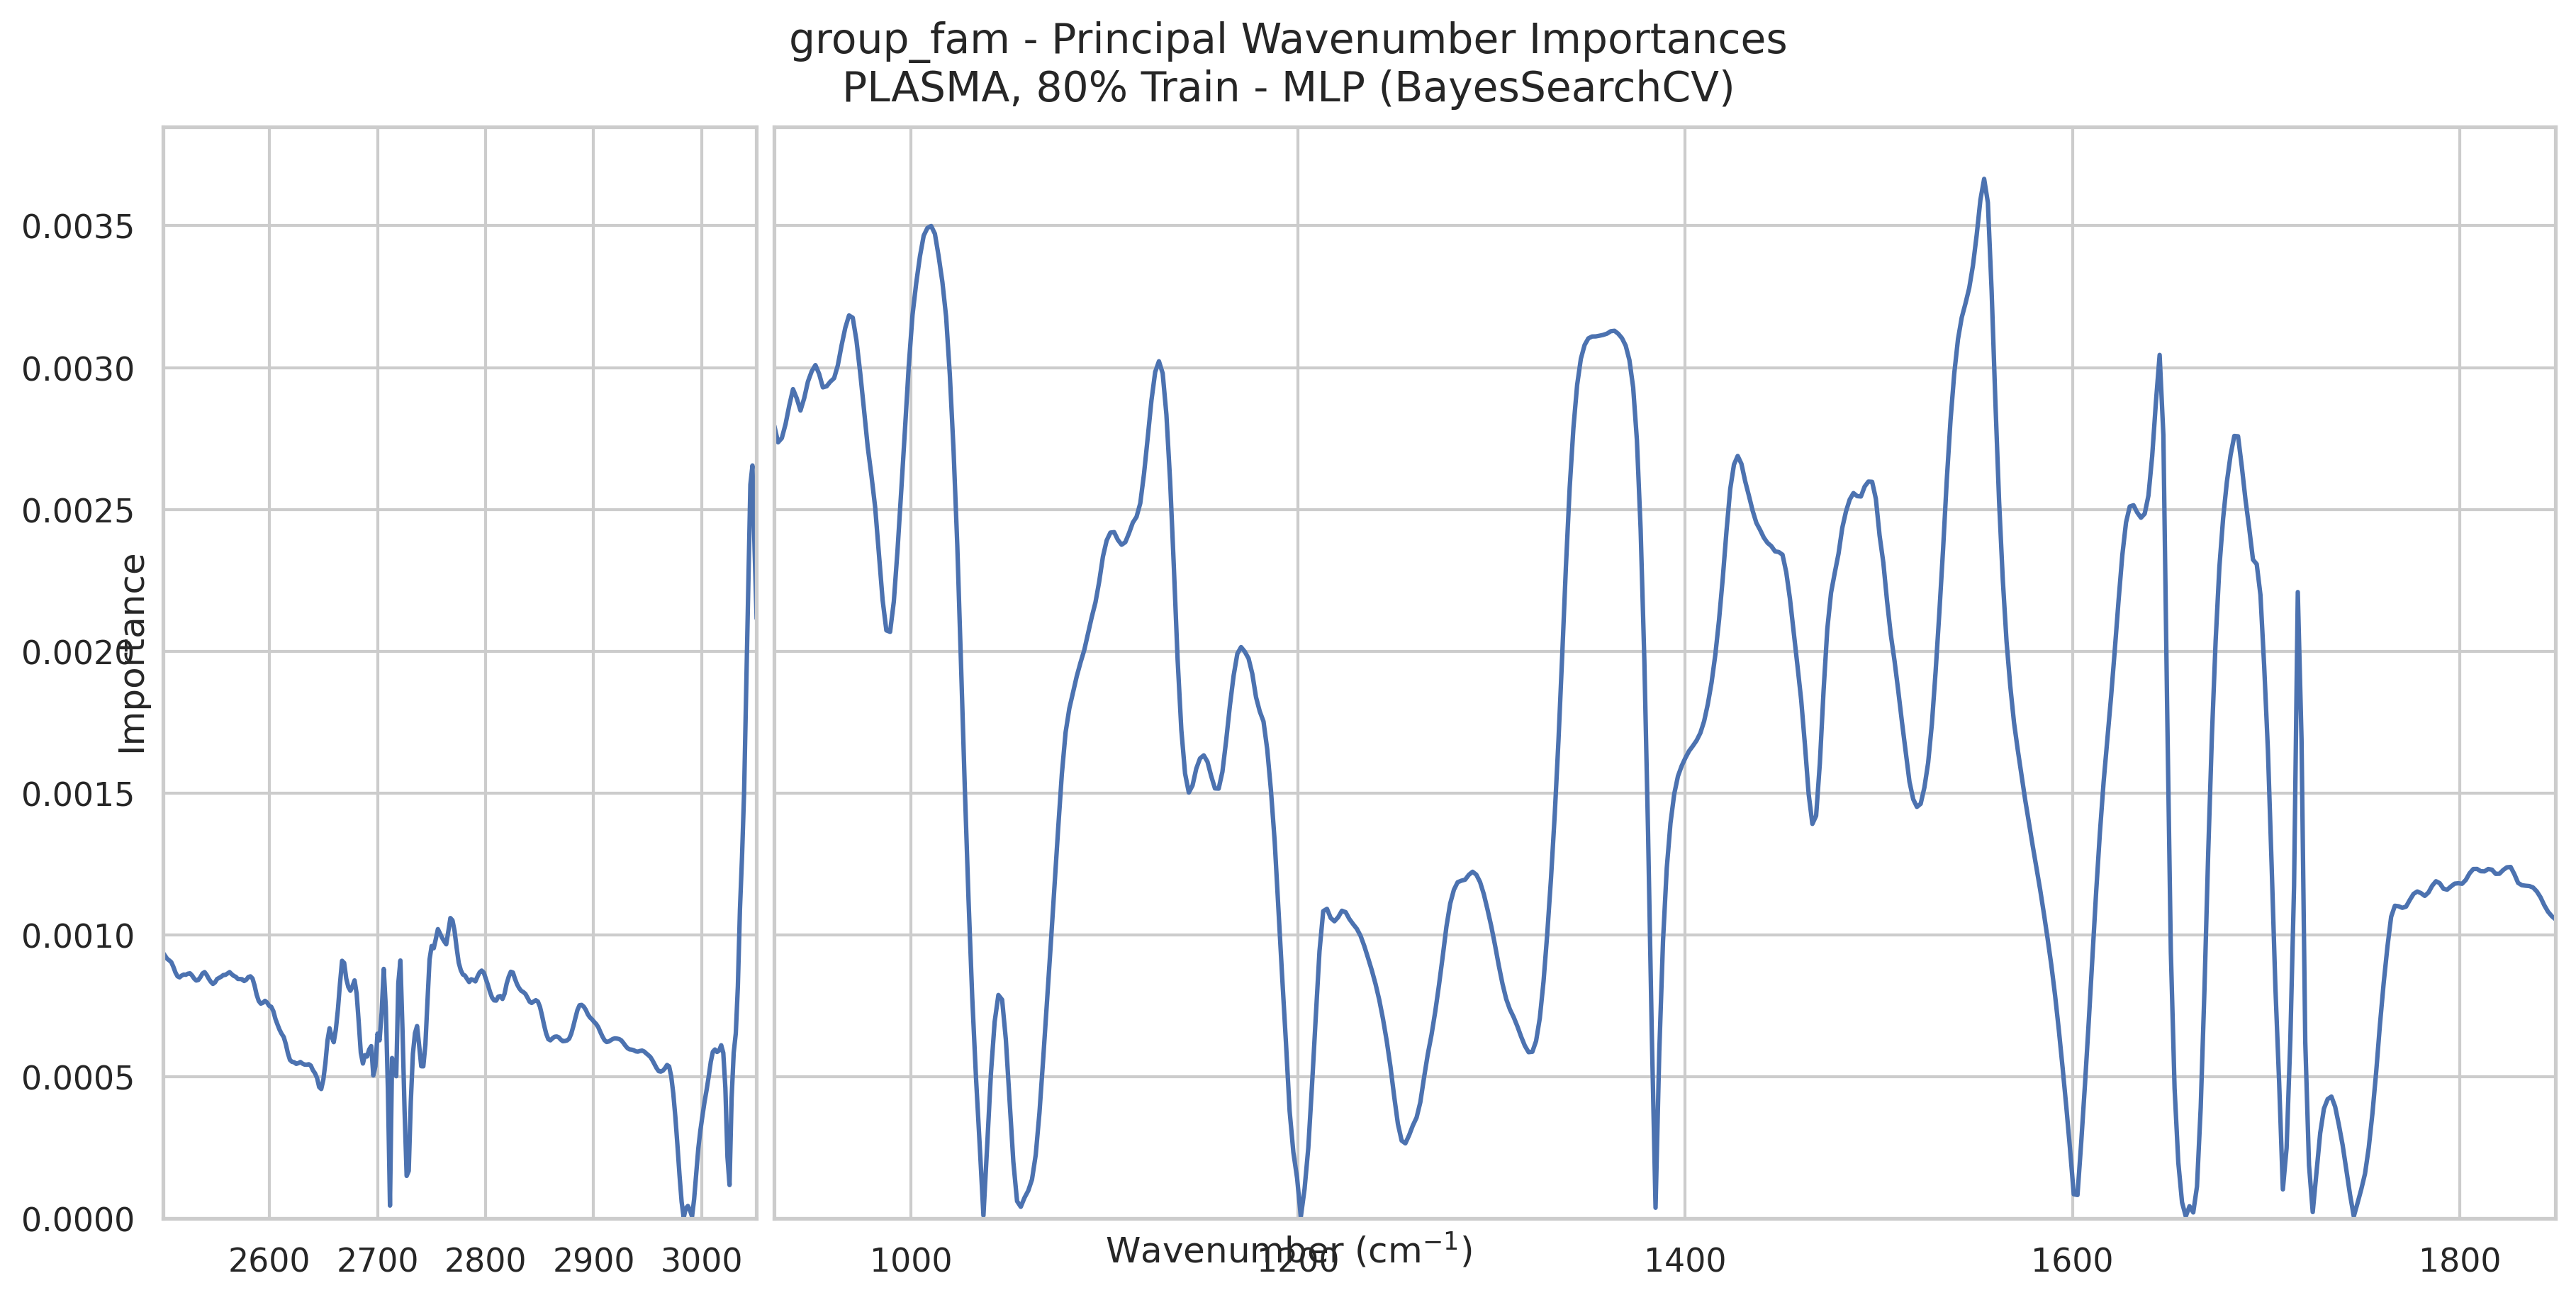 group_fam - Principal Wavenumber Importances
PLASMA, 80% Train - MLP (BayesSearchCV)
0.0035
0.0030
0.0025
0.0020
0.0015
0.0010
0.0005
0.0000
Importance
2600 2700 2800 2900 3000 1000 1200 1400 1600 1800
Wavenumber (cm⁻¹)